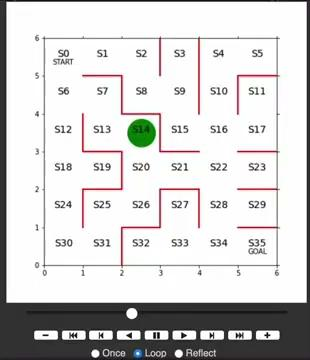 6
S0 S1 S2 S3 S4 S5
START
5
S6 S7 S8 S9 S10 S11
4
S12 S13 S14 S15 S16 S17
3
S18 S19 S20 S21 S22 S23
2
S24 S25 S26 S27 S28 S29
1
S30 S31 S32 S33 S34 S35
GOAL
0
0 1 2 3 4 5 6
Once Loop Reflect